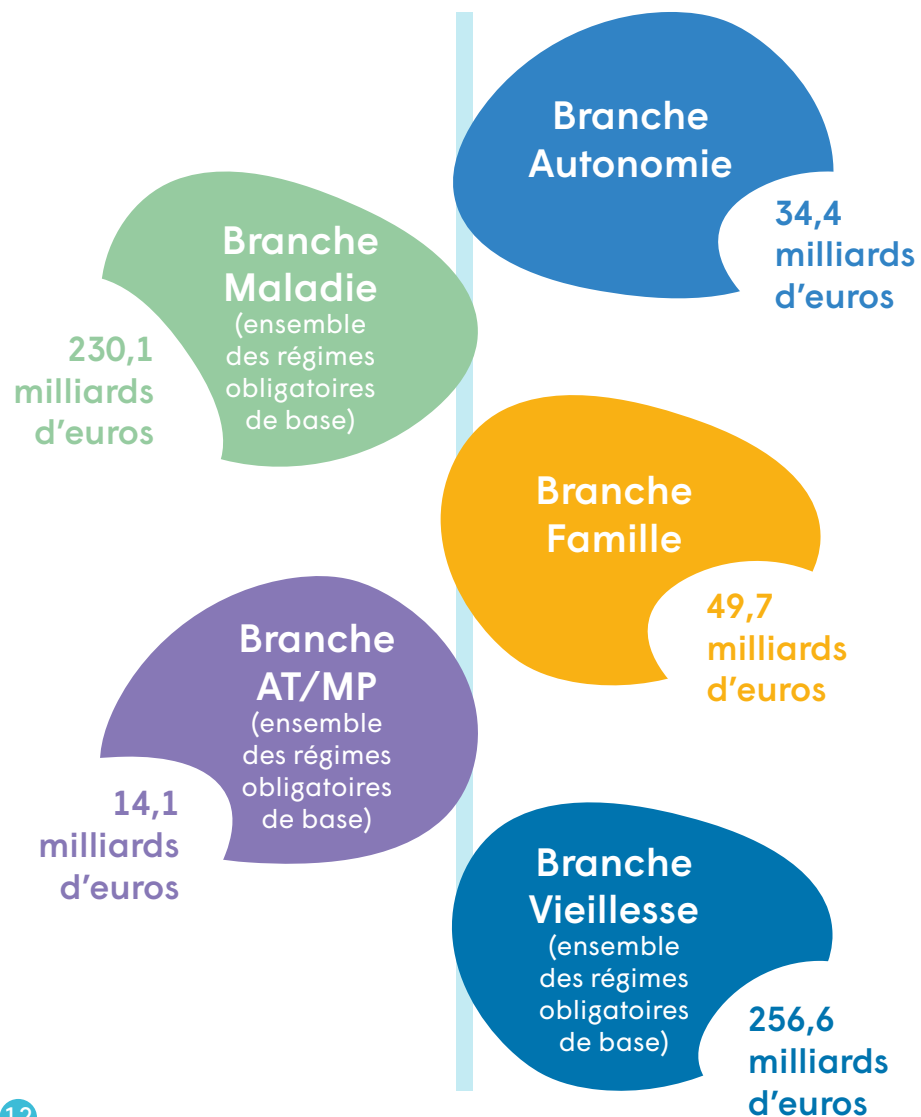 Branche
Autonomie
34,4
milliards
d'euros
Branche
Maladie
(ensemble
des régimes
obligatoires
de base)
230,1
milliards
d'euros
Branche
Famille
49,7
milliards
d'euros
Branche
AT/MP
(ensemble
des régimes
obligatoires
de base)
14,1
milliards
d'euros
Branche
Vieillesse
(ensemble
des régimes
obligatoires
de base)
256,6
milliards
d'euros
12